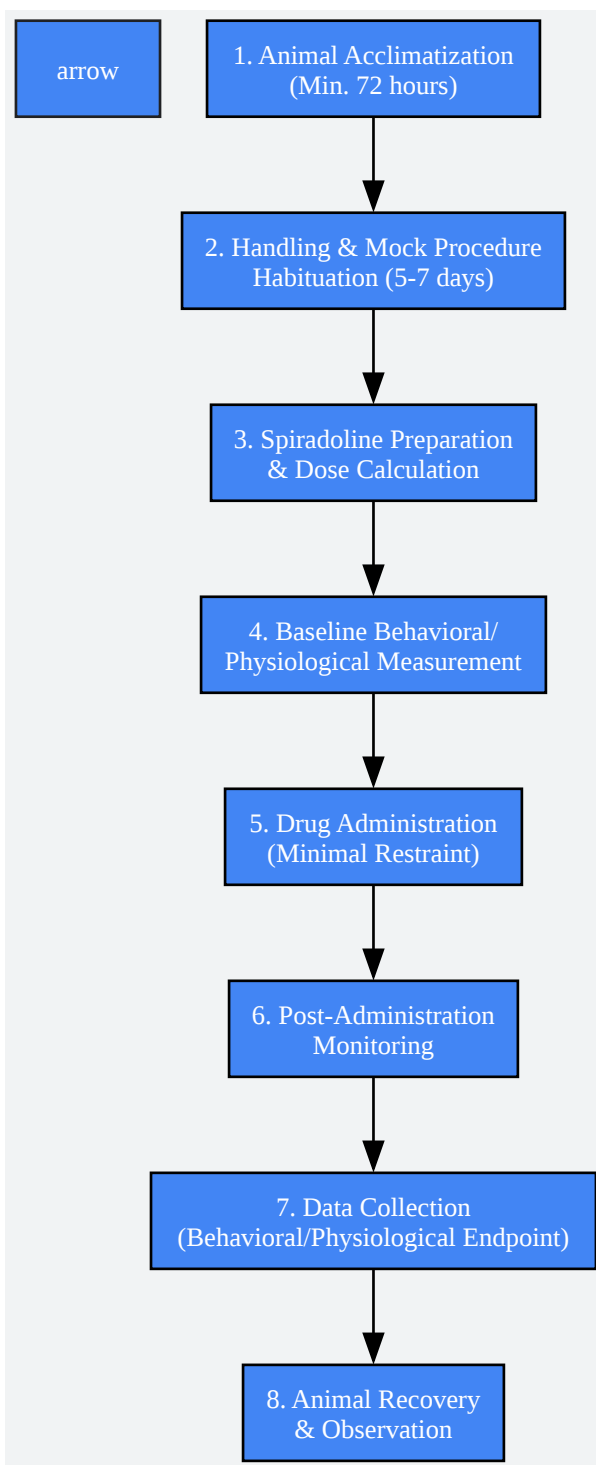 arrow
1. Animal Acclimatization
(Min. 72 hours)
2. Handling & Mock Procedure
Habituation (5-7 days)
3. Spiradoline Preparation
& Dose Calculation
4. Baseline Behavioral/
Physiological Measurement
5. Drug Administration
(Minimal Restraint)
6. Post-Administration
Monitoring
7. Data Collection
(Behavioral/Physiological Endpoint)
8. Animal Recovery
& Observation